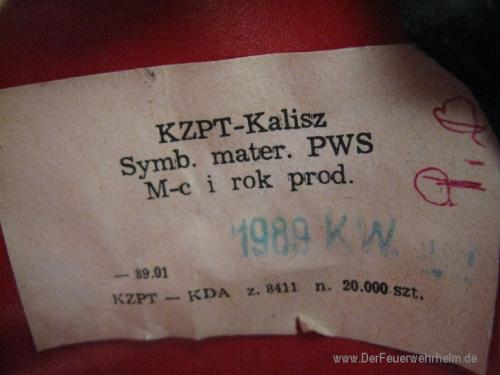 KZPT-Kalisz
Symb. mater. PWS
M-c i rok prod.
1989 KW.
— 89.01
KZPT — KDA z. 8411 n. 20.000 szt.
www.DerFeuerwehrhelm.de